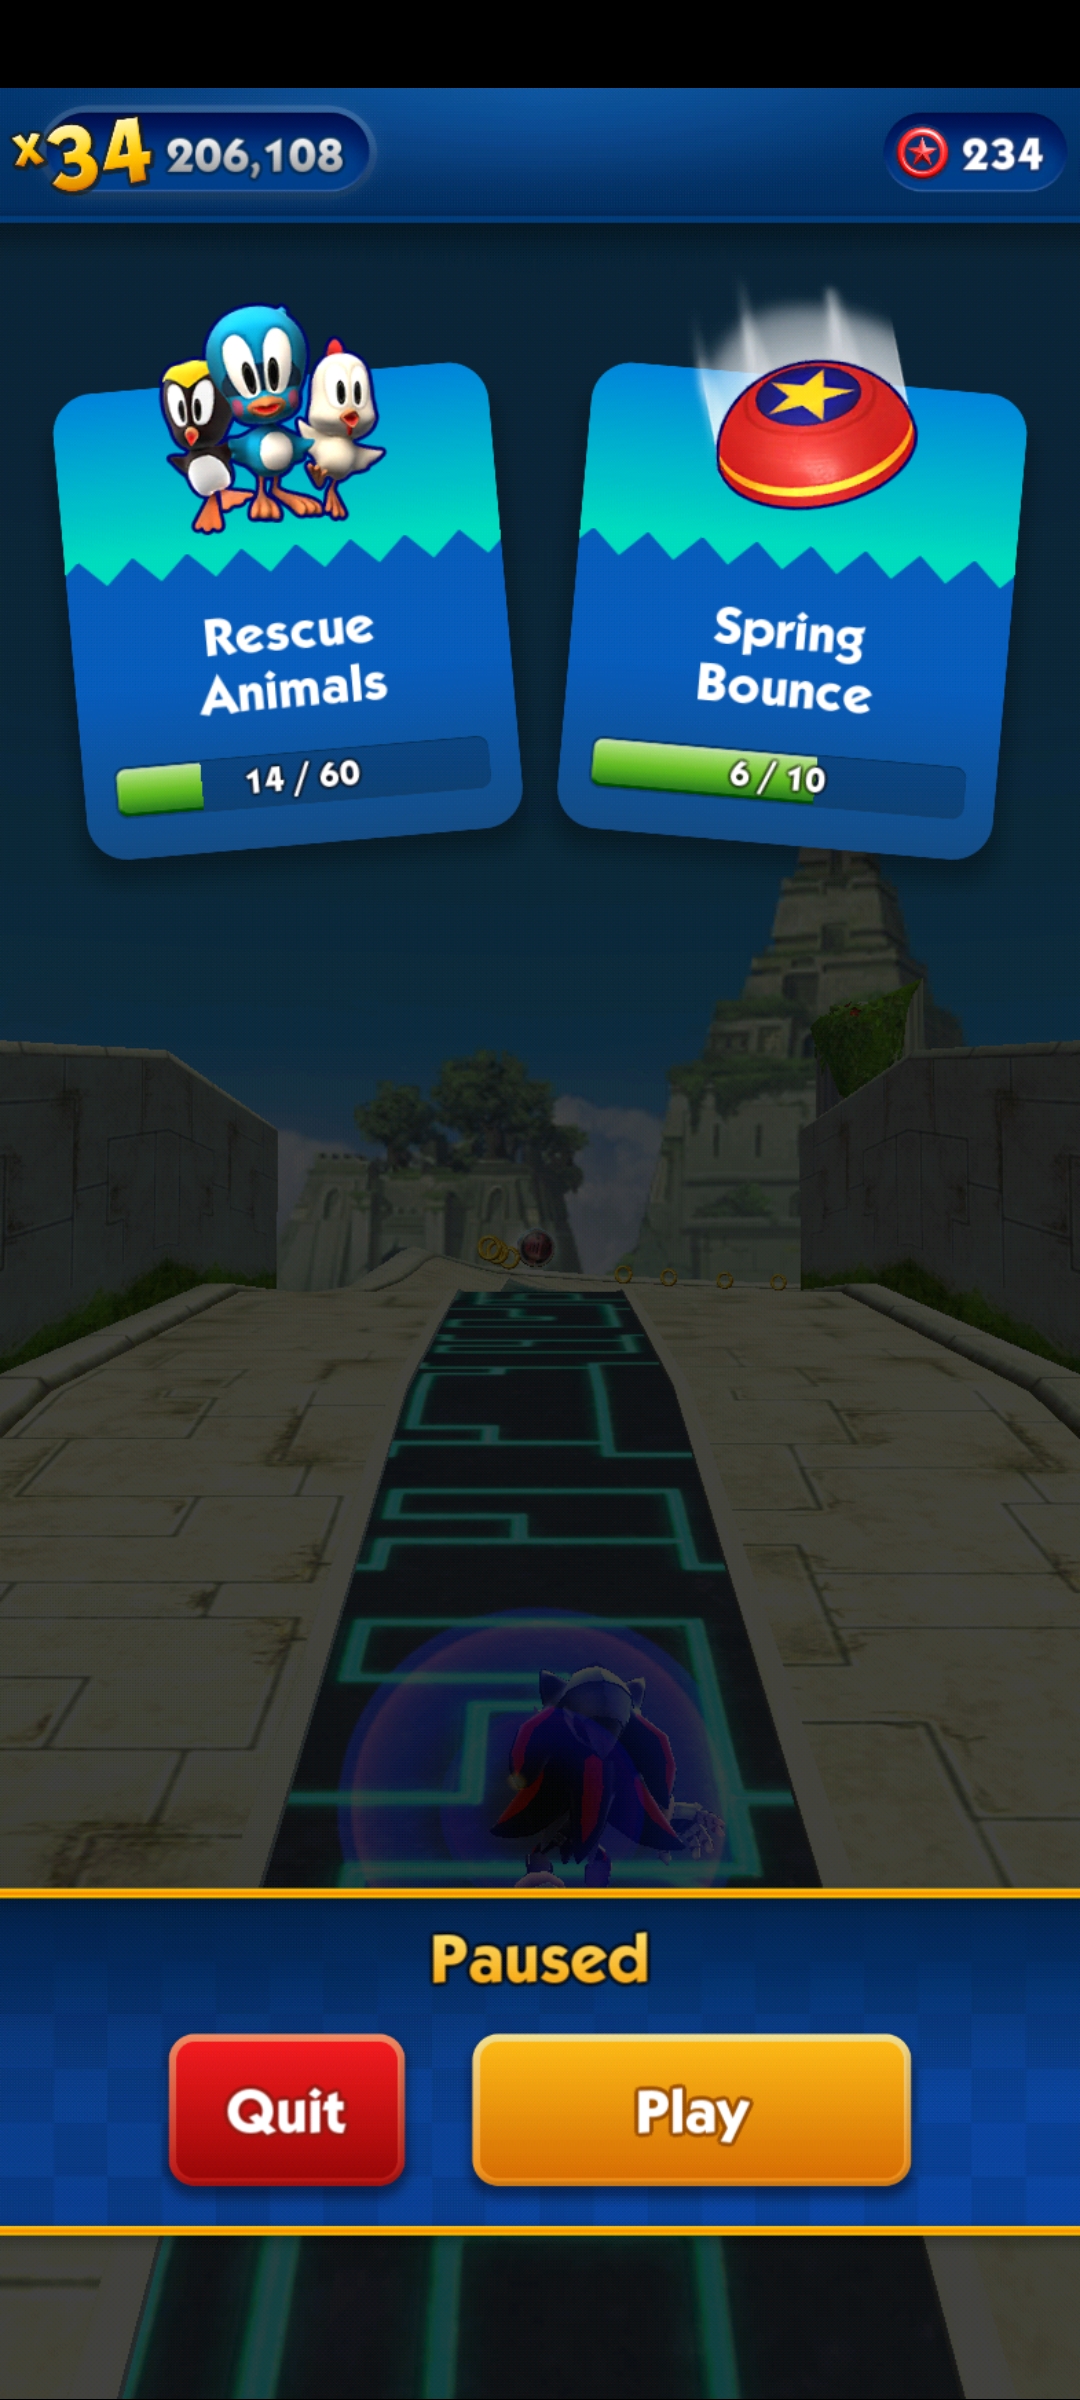 x34 206,108
234
Rescue
Animals
14 / 60
Spring
Bounce
6 / 10
Paused
Quit
Play